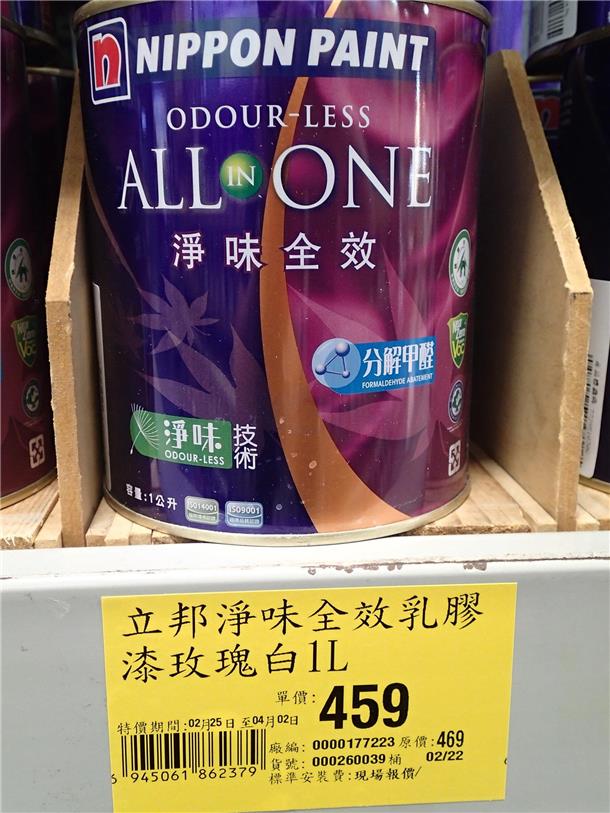 n NIPPON PAINT
ODOUR-LESS
ALL IN ONE
淨味全效
分解甲醛
FORMALDEHYDE ABATEMENT
淨味 技術
ODOUR-LESS
容量:1公升
ISO14001
ISO9001
VOC
立邦淨味全效乳膠
漆玫瑰白1L
單價: 459
特價期間:02月25日 至04月02日
廠編: 0000177223 原價:469
貨號: 000260039 桶 02/22
標準安裝費:現場報價/
6 945061 862379